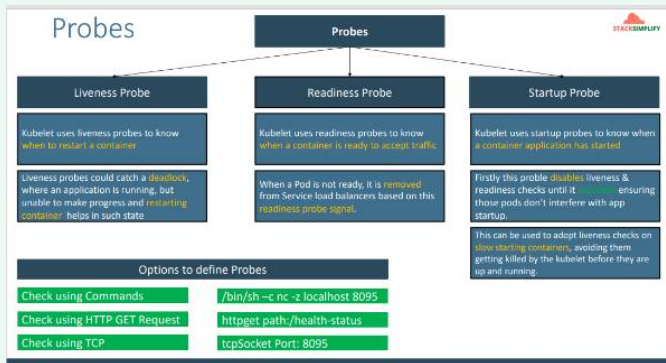 Probes
STACKSIMPLIFY
Probes
Liveness Probe
Kubelet uses liveness probes to know
when to restart a container
Liveness probes could catch a deadlock,
where an application is running, but
unable to make progress and restarting
container helps in such state
Readiness Probe
Kubelet uses readiness probes to know
when a container is ready to accept traffic
When a Pod is not ready, it is removed
from Service load balancers based on this
readiness probe signal.
Startup Probe
Kubelet uses startup probes to know when
a container application has started
Firstly this proble disables liveness &
readiness checks until it ensuring
those pods don't interfere with app
startup.
This can be used to adopt liveness checks on
slow starting containers, avoiding them
getting killed by the kubelet before they are
up and running.
Options to define Probes
Check using Commands
/bin/sh –c nc -z localhost 8095
Check using HTTP GET Request
httpget path:/health-status
Check using TCP
tcpSocket Port: 8095